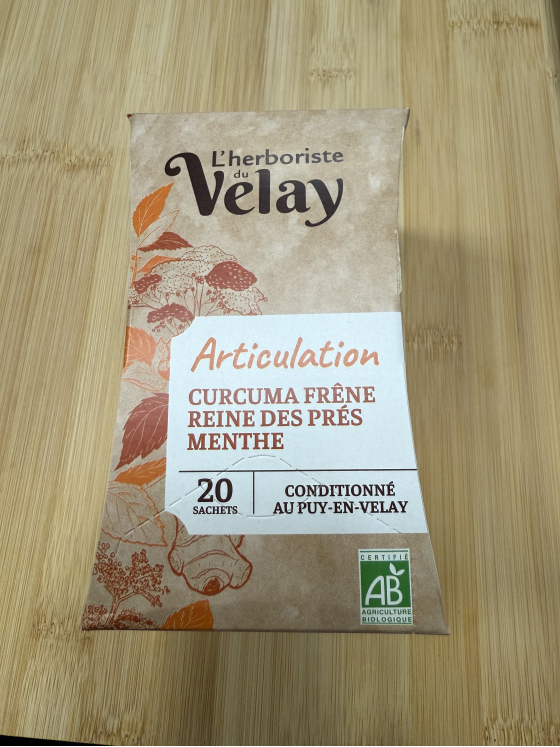 L'herboriste
du
Velay
Articulation
CURCUMA FRÊNE
REINE DES PRÉS
MENTHE
20
SACHETS
CONDITIONNÉ
AU PUY-EN-VELAY
CERTIFIÉ
AB
AGRICULTURE
BIOLOGIQUE